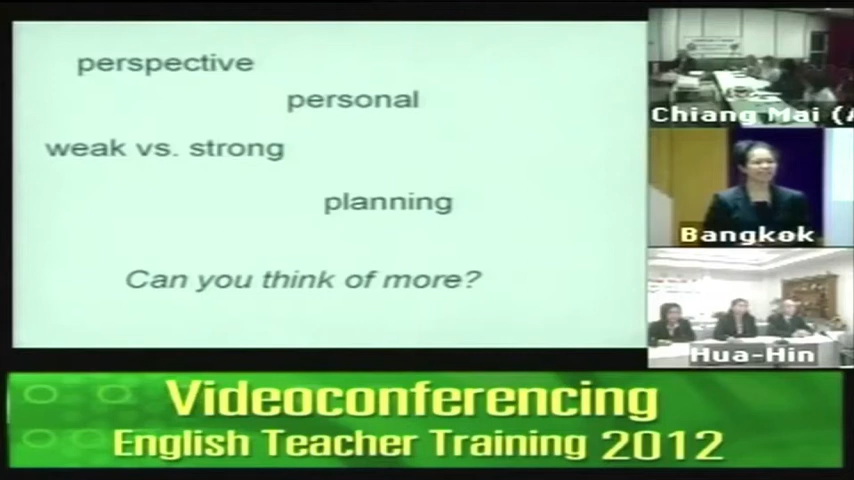 perspective
personal
weak vs. strong
planning
Can you think of more?
Chiang Mai (A
Bangkok
Hua-Hin
Videoconferencing
English Teacher Training 2012